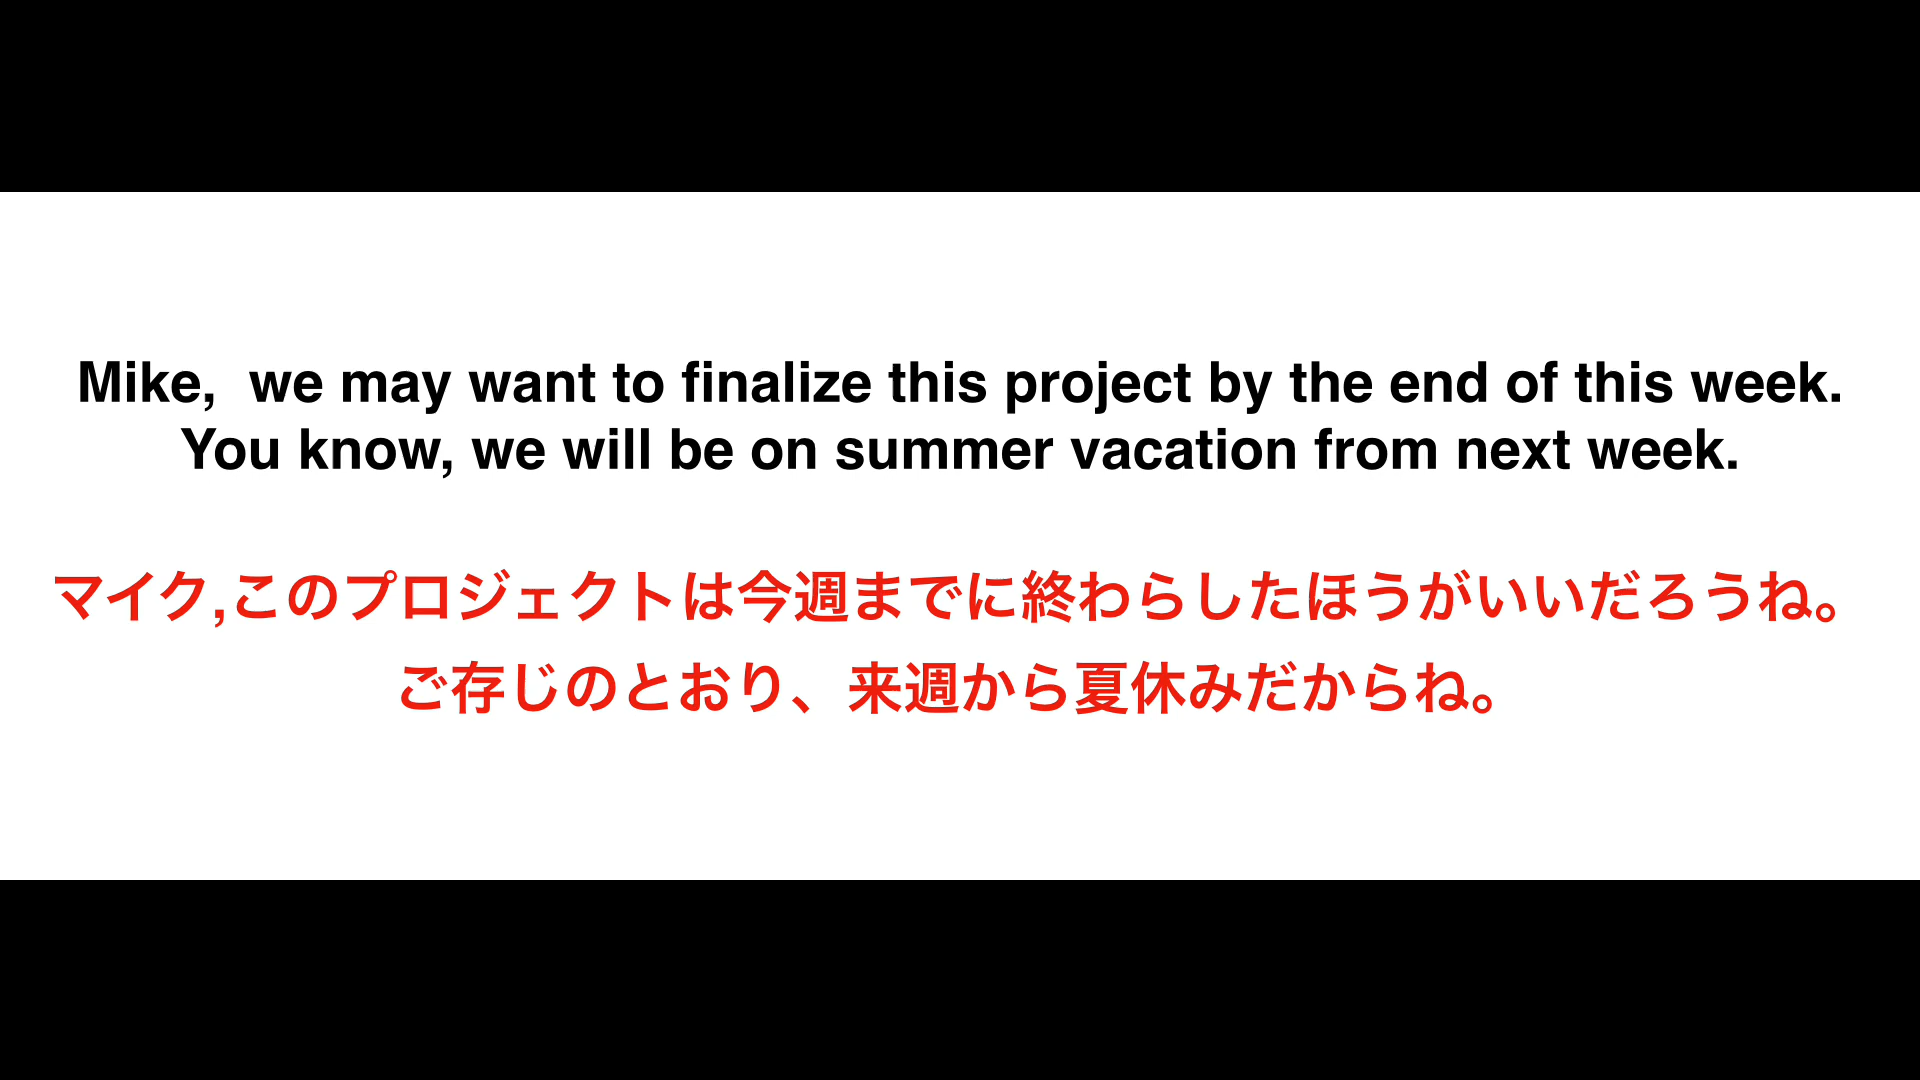 Mike,  we may want to finalize this project by the end of this week.
You know, we will be on summer vacation from next week.
マイク,このプロジェクトは今週までに終わらしたほうがいいだろうね。
ご存じのとおり、来週から夏休みだからね。